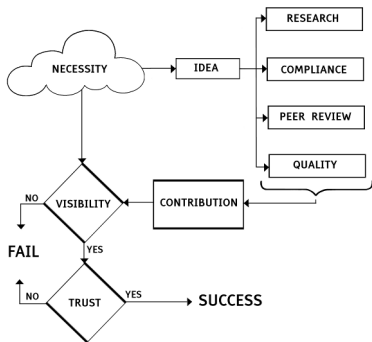 RESEARCH
NECESSITY
IDEA
COMPLIANCE
PEER REVIEW
QUALITY
NO
VISIBILITY
CONTRIBUTION
FAIL
YES
NO
TRUST
YES
SUCCESS